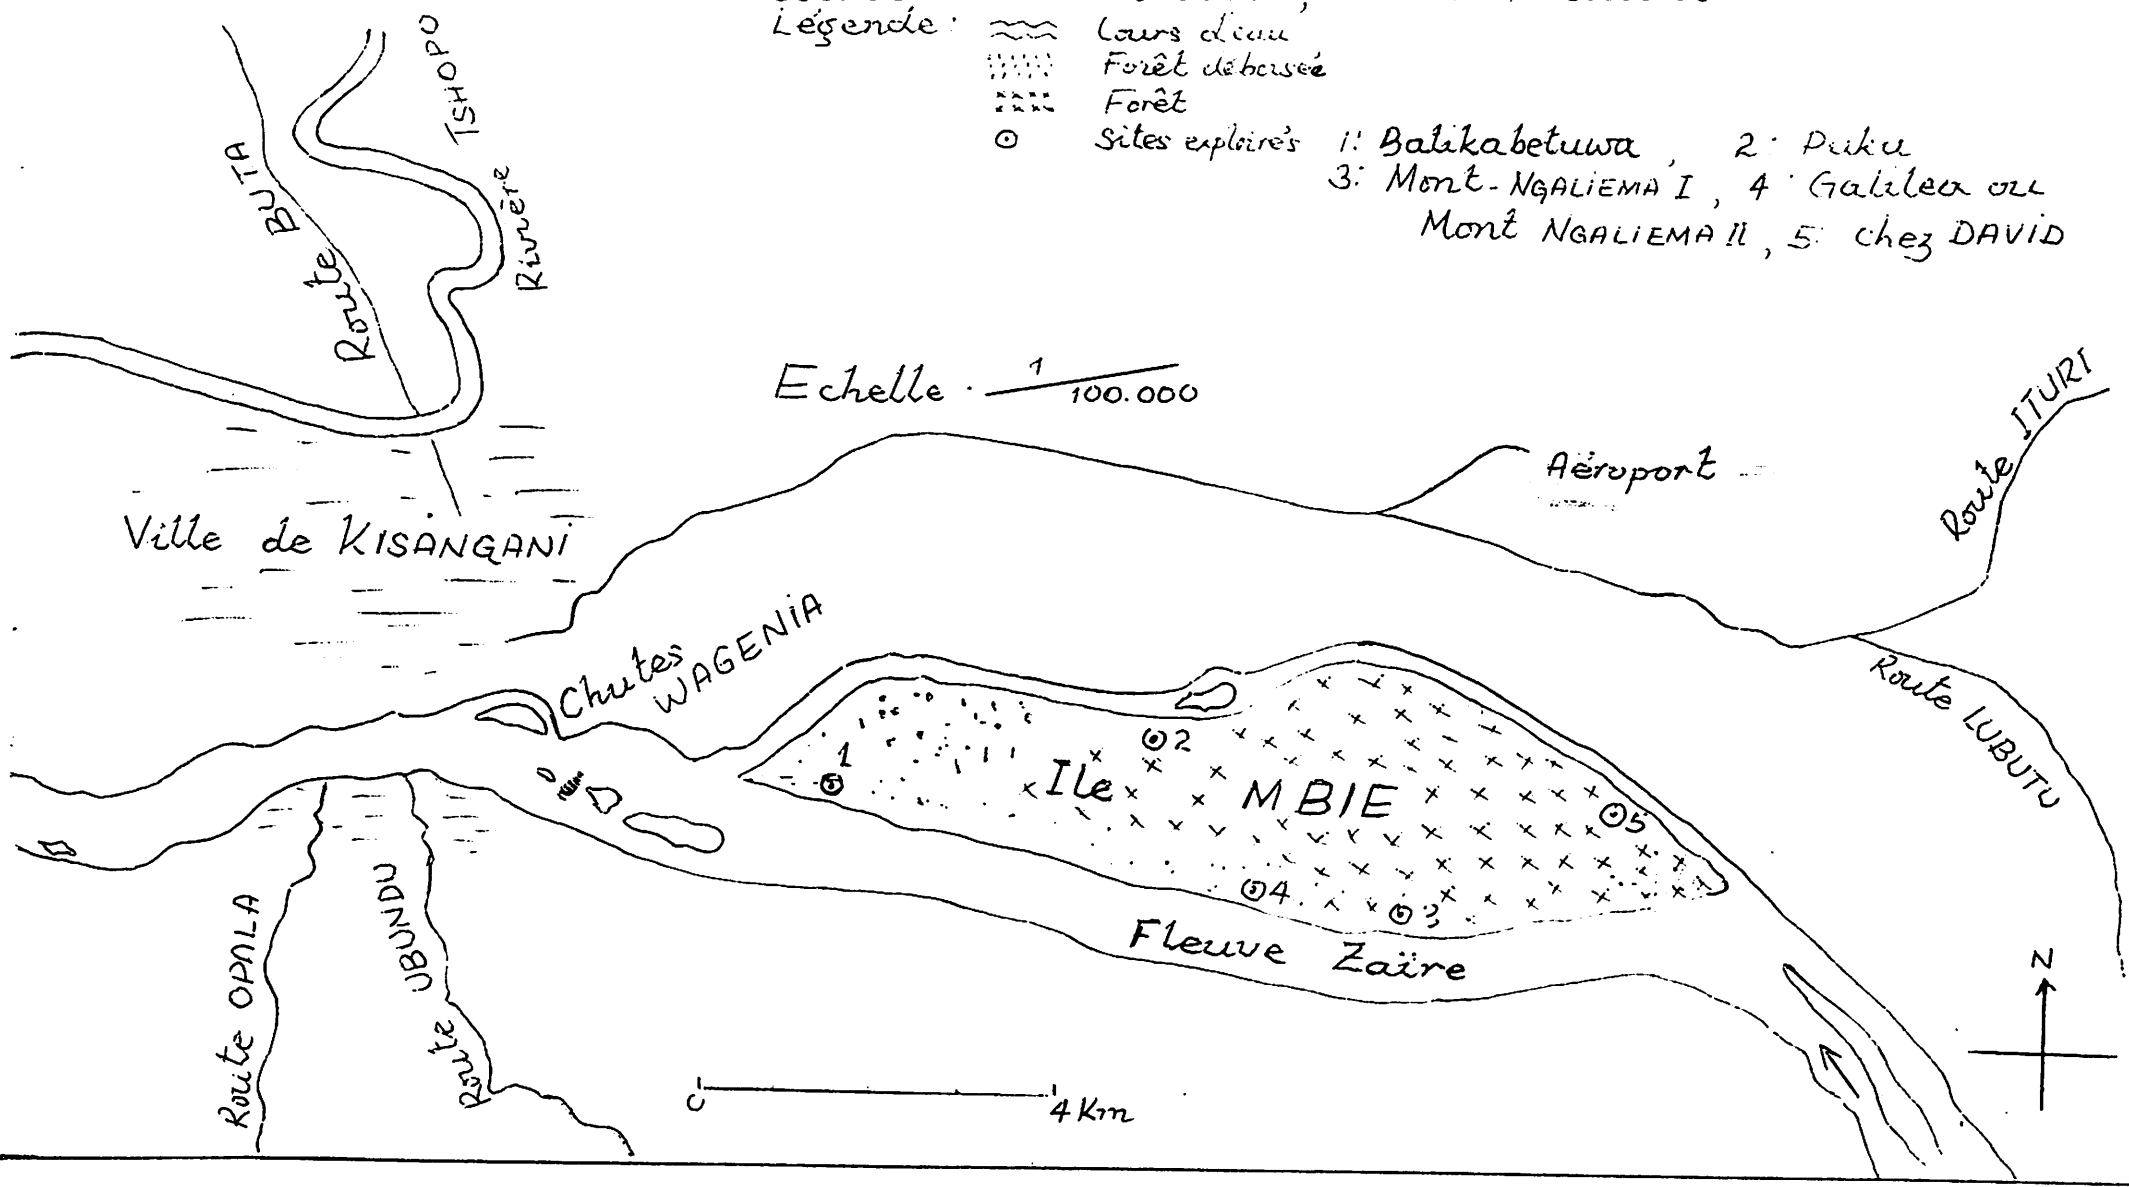 Légende:
Cours d'eau
Forêt déboisée
Forêt
Sites explorés 1: Balikabetuwa, 2: Puku
3: Mont-NGALIEMA I, 4: Galilea ou
Mont NGALIEMA II, 5: Chez DAVID
Route BUTA
Rivière TSHOPO
Echelle 1/100.000
Aéroport
Route ITURI
Ville de KISANGANI
Chutes
WAGENIA
Route LUBUTU
1
2
Ile MBIE
5
4
3
Fleuve Zaïre
Route OPALA
Route UBUNDU
N
0 4 Km